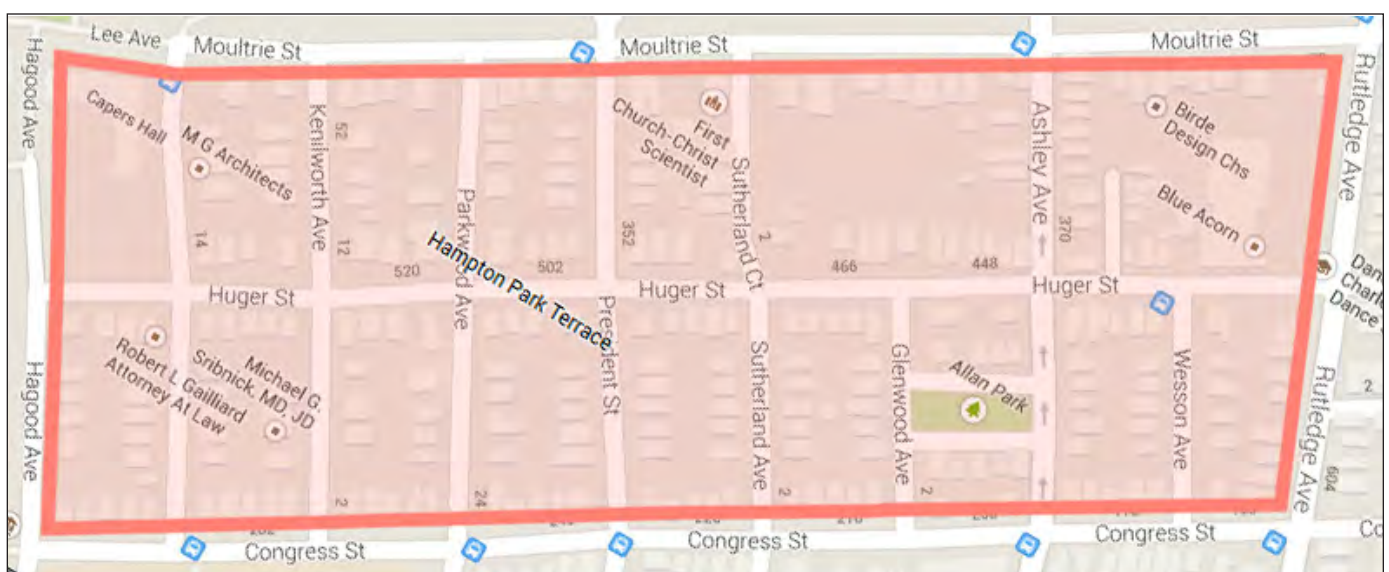 Lee Ave
Moultrie St
Moultrie St
Moultrie St
Hagood Ave
Rutledge Ave
Capers Hall
M G Architects
Kenilworth Ave
52
First
Church-Christ
Scientist
Sutherland Ct
Ashley Ave
Birde
Design Chs
Blue Acorn
Parkwood Ave
14
12
352
2
370
520
502
466
448
Hampton Park Terrace
Huger St
Huger St
Huger St
Dan
Charl
Dance
President St
Robert L Gailliard
Attorney At Law
Michael G.
Sribnick, MD, JD
Hagood Ave
Sutherland Ave
Glenwood Ave
Allan Park
Wesson Ave
Rutledge Ave
2
604
2
24
2
2
Congress St
Congress St
Congress St
Co